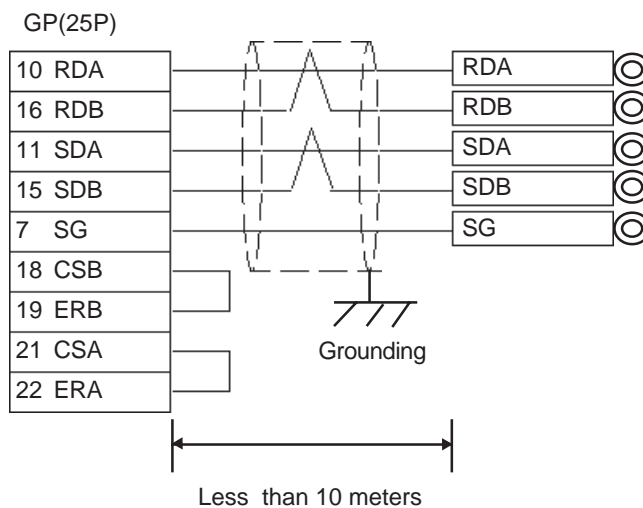 GP(25P)
10 RDA
RDA
16 RDB
RDB
11 SDA
SDA
15 SDB
SDB
7 SG
SG
18 CSB
19 ERB
21 CSA
22 ERA
Grounding
Less than 10 meters